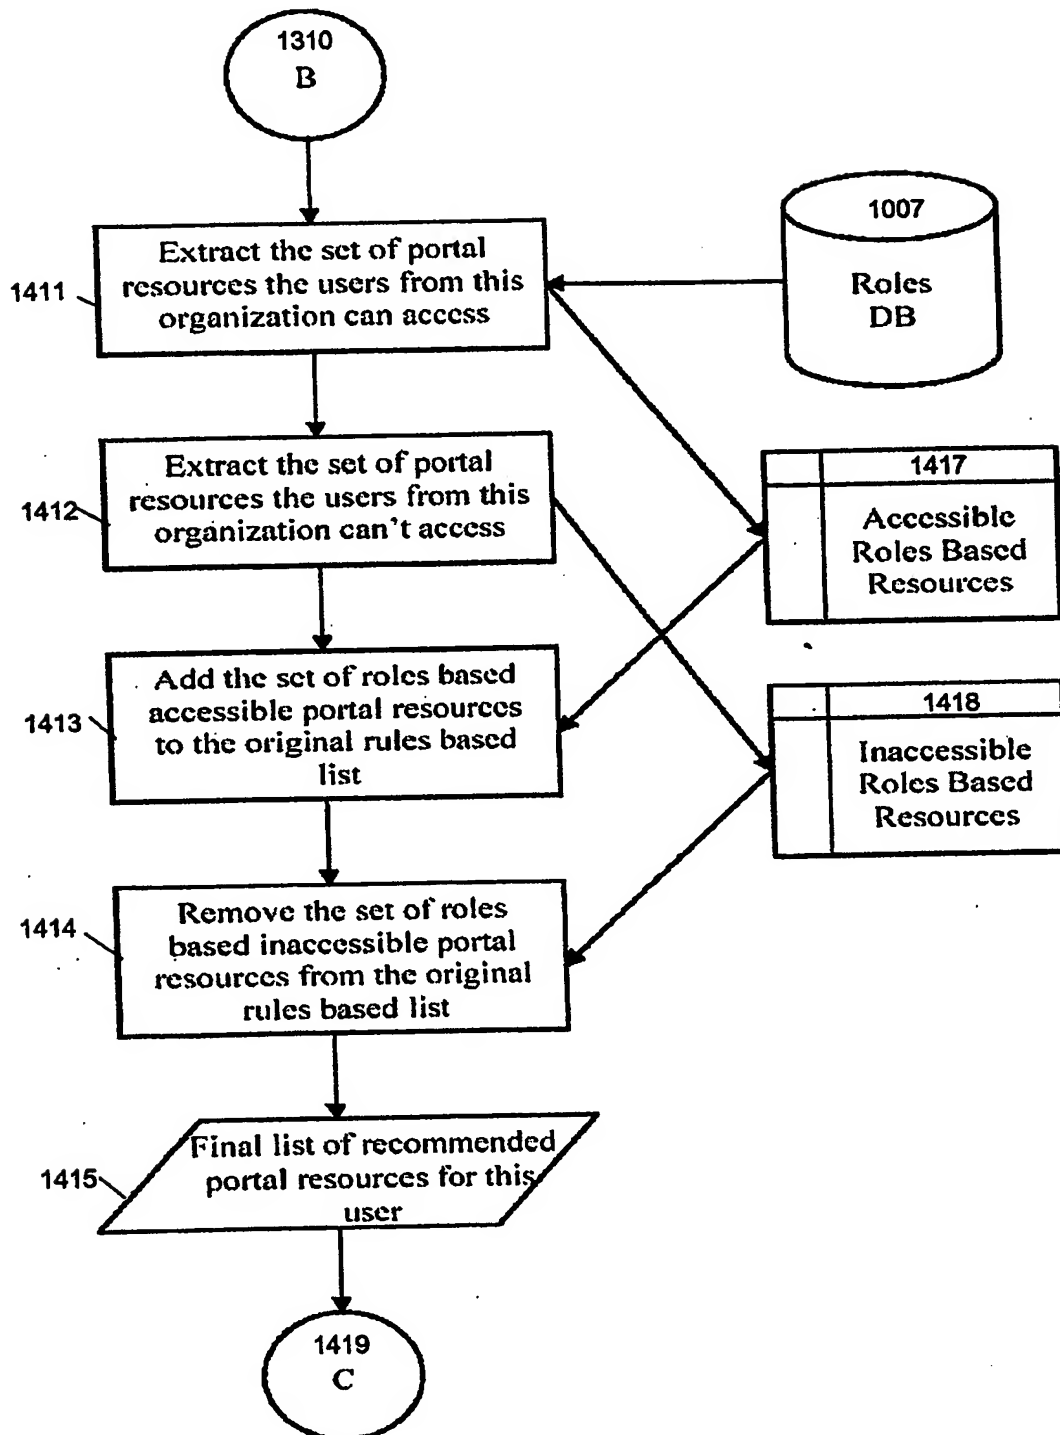 1310
B
1411
Extract the set of portal
resources the users from this
organization can access
1007
Roles
DB
1412
Extract the set of portal
resources the users from this
organization can't access
1417
Accessible
Roles Based
Resources
1413
Add the set of roles based
accessible portal resources
to the original rules based
list
1418
Inaccessible
Roles Based
Resources
1414
Remove the set of roles
based inaccessible portal
resources from the original
rules based list
1415
Final list of recommended
portal resources for this
user
1419
C